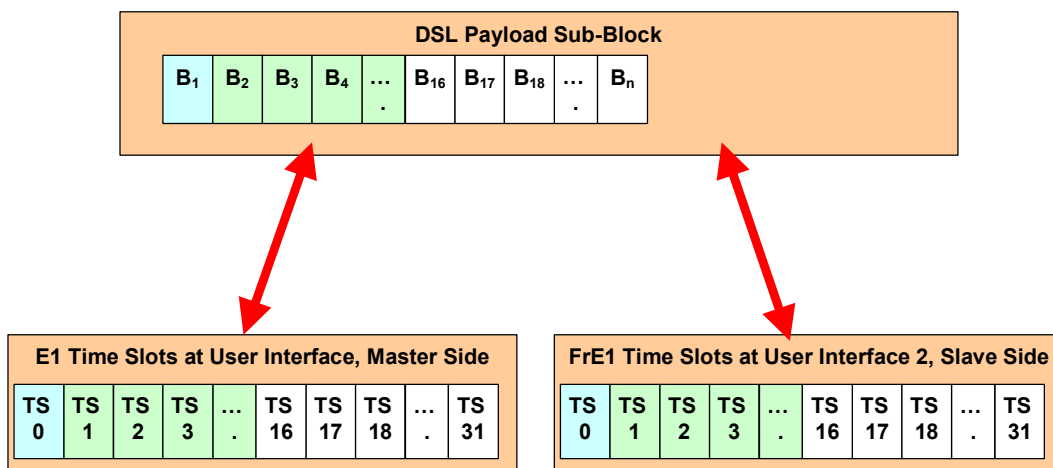 DSL Payload Sub-Block
B1 B2 B3 B4 … . B16 B17 B18 … . Bn
E1 Time Slots at User Interface, Master Side
TS 0 TS 1 TS 2 TS 3 … . TS 16 TS 17 TS 18 … . TS 31
FrE1 Time Slots at User Interface 2, Slave Side
TS 0 TS 1 TS 2 TS 3 … . TS 16 TS 17 TS 18 … . TS 31